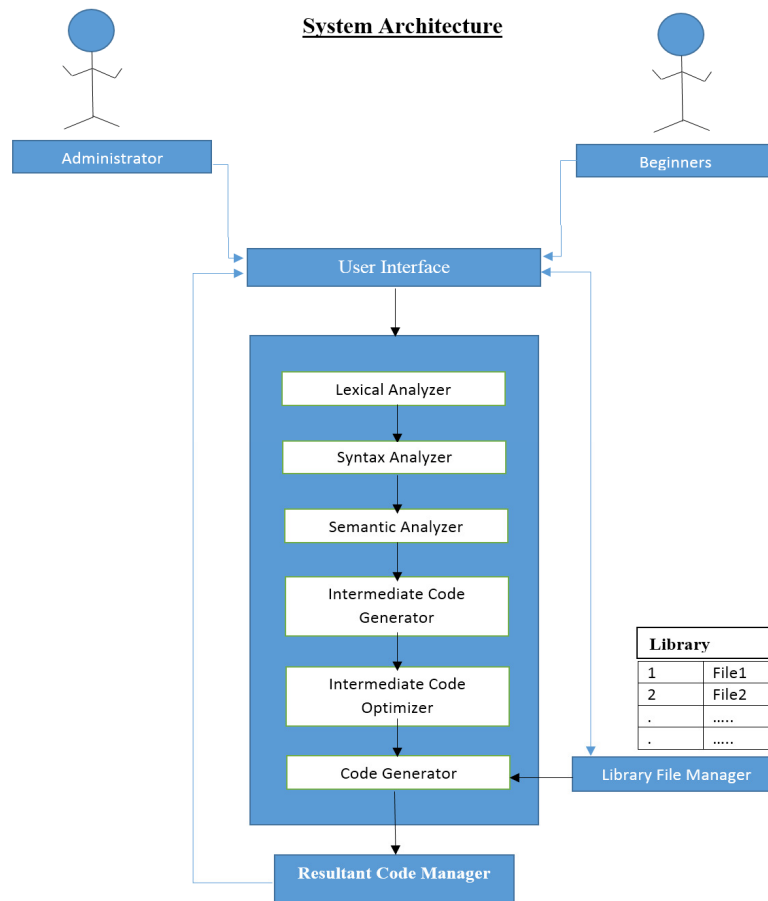 System Architecture
Administrator
Beginners
User Interface
Lexical Analyzer
Syntax Analyzer
Semantic Analyzer
Intermediate Code
Generator
Intermediate Code
Optimizer
Code Generator
Library
1 File1
2 File2
. .....
. .....
Library File Manager
Resultant Code Manager